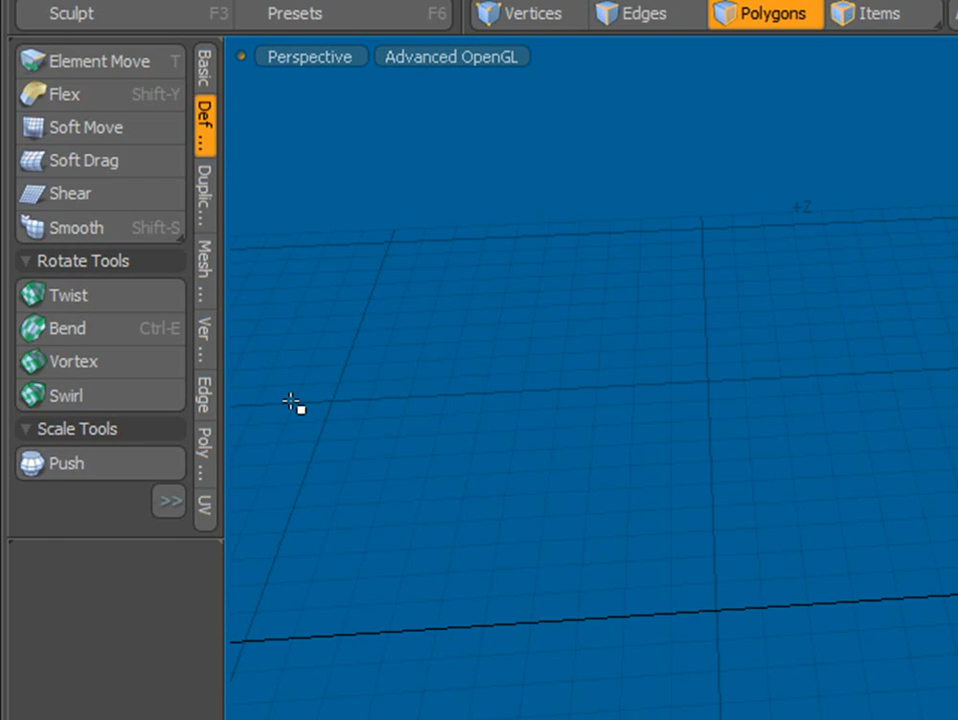 Sculpt F3
Presets F6
Vertices
Edges
Polygons
Items
Element Move T
Flex Shift-Y
Soft Move
Soft Drag
Shear
Smooth Shift-S
Rotate Tools
Twist
Bend Ctrl-E
Vortex
Swirl
Scale Tools
Push
>>
Basic
Def ...
Duplic...
Mesh ...
Ver ...
Edge
Poly ...
UV
Perspective
Advanced OpenGL
+Z